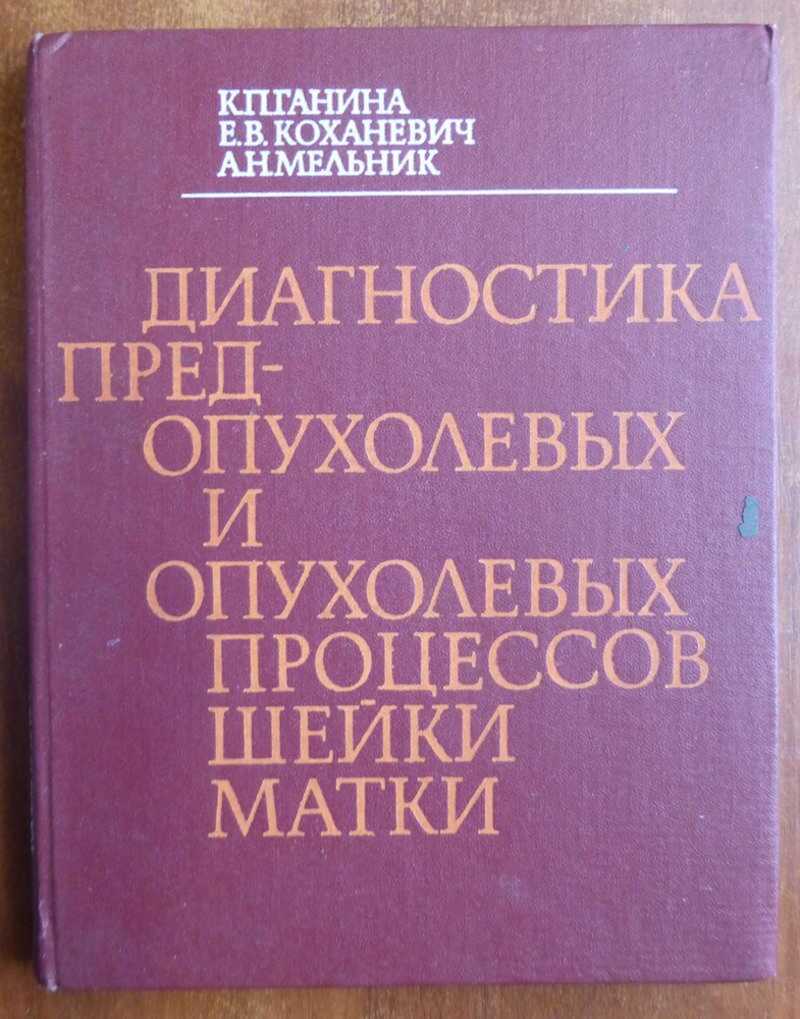 К.П.ГАНИНА
Е.В.КОХАНЕВИЧ
А.Н.МЕЛЬНИК
ДИАГНОСТИКА
ПРЕД-
ОПУХОЛЕВЫХ
И
ОПУХОЛЕВЫХ
ПРОЦЕССОВ
ШЕЙКИ
МАТКИ